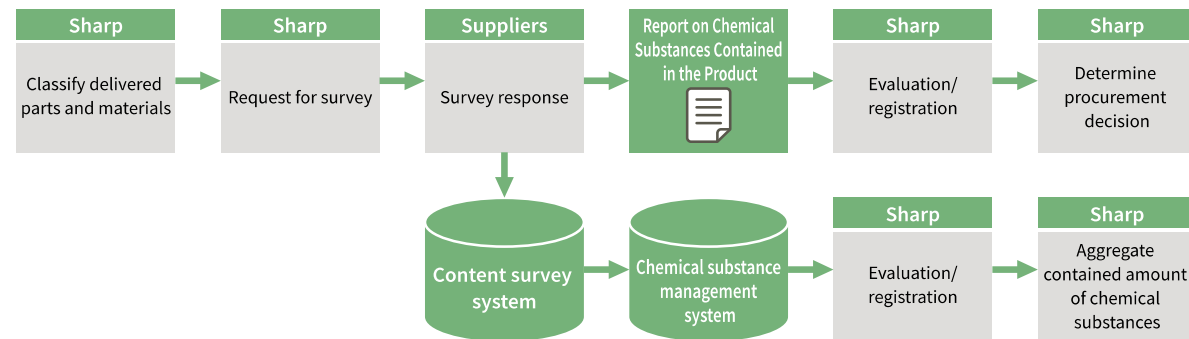 Sharp
Classify delivered
parts and materials
Sharp
Request for survey
Suppliers
Survey response
Report on Chemical
Substances Contained
in the Product
Sharp
Evaluation/
registration
Sharp
Determine
procurement
decision
Content survey
system
Chemical substance
management
system
Sharp
Evaluation/
registration
Sharp
Aggregate
contained amount
of chemical
substances